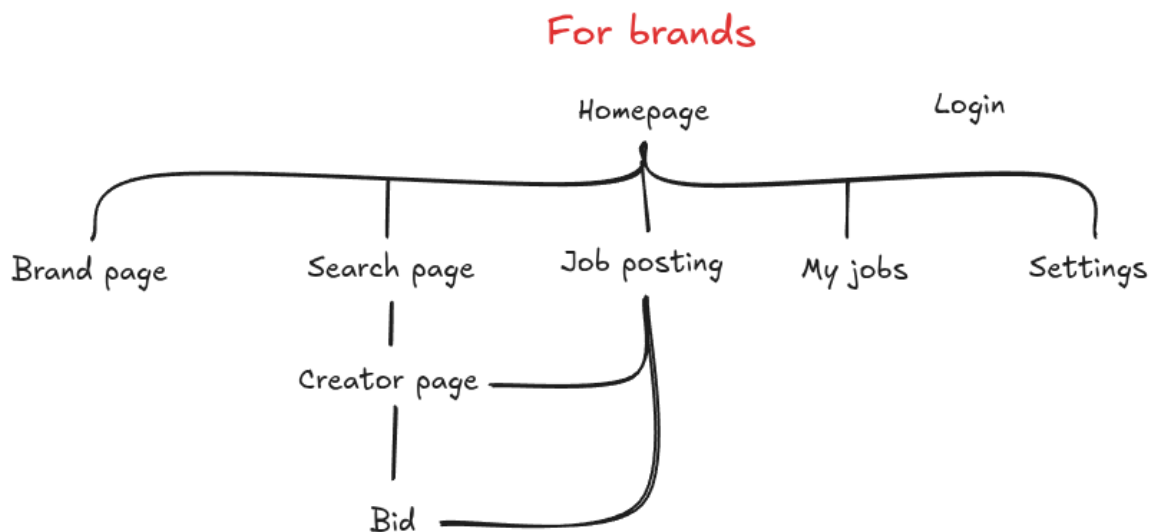 For brands
Homepage
Login
Brand page
Search page
Job posting
My jobs
Settings
Creator page
Bid